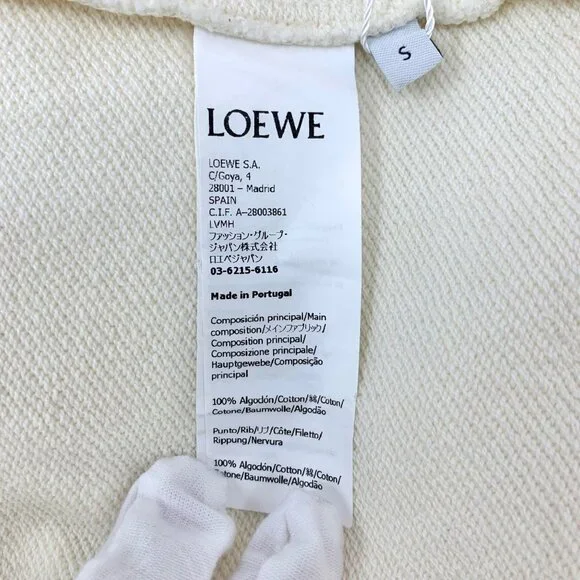 S
LOEWE
LOEWE S.A.
C/Goya, 4
28001 – Madrid
SPAIN
C.I.F. A–28003861
LVMH
ファッション・グループ・
ジャパン株式会社
ロエベジャパン
03-6215-6116
Made in Portugal
Composición principal/Main
composition/メインファブリック/
Composition principal/
Composizione principale/
Hauptgewebe/Composição
principal
100% Algodón/Cotton/綿/Coton/
Cotone/Baumwolle/Algodão
Punto/Rib/リブ/Côte/Filetto/
Rippung/Nervura
100% Algodón/Cotton/綿/Coton/
Cotone/Baumwolle/Algodão